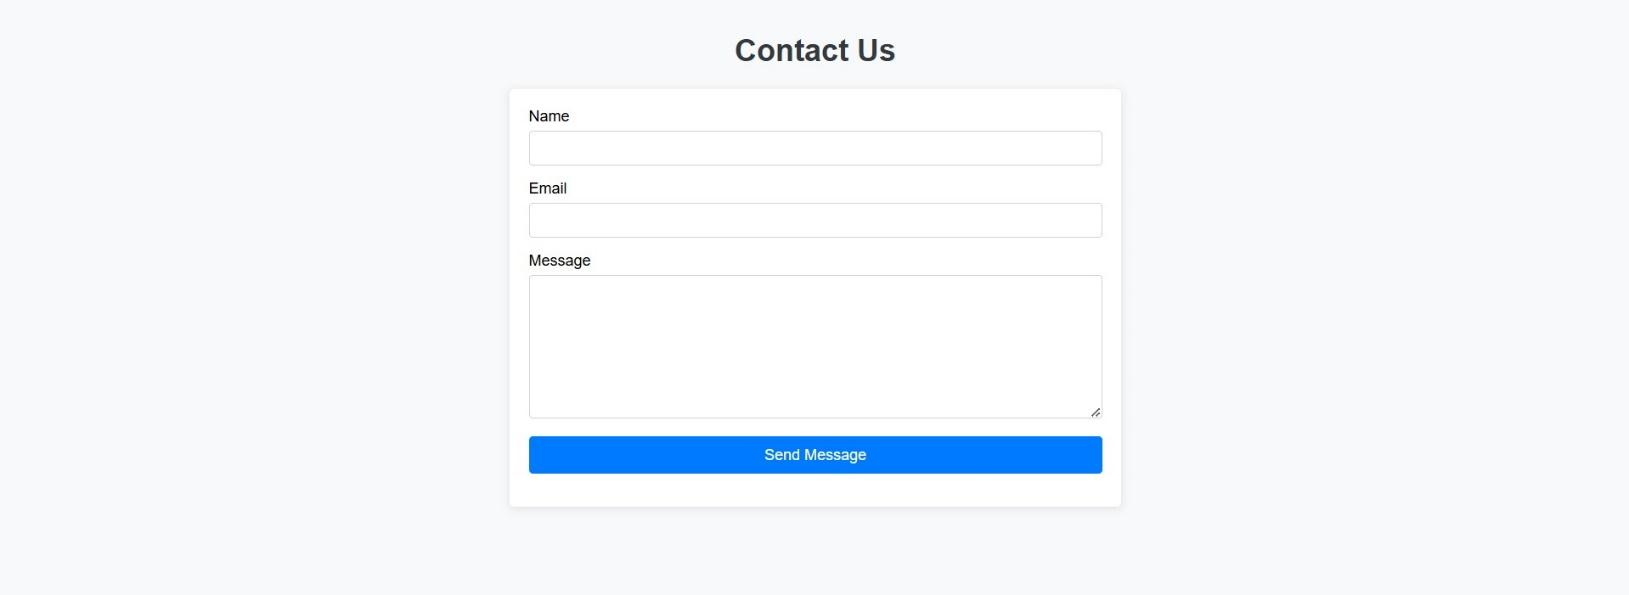 Contact Us
Name
Email
Message
Send Message